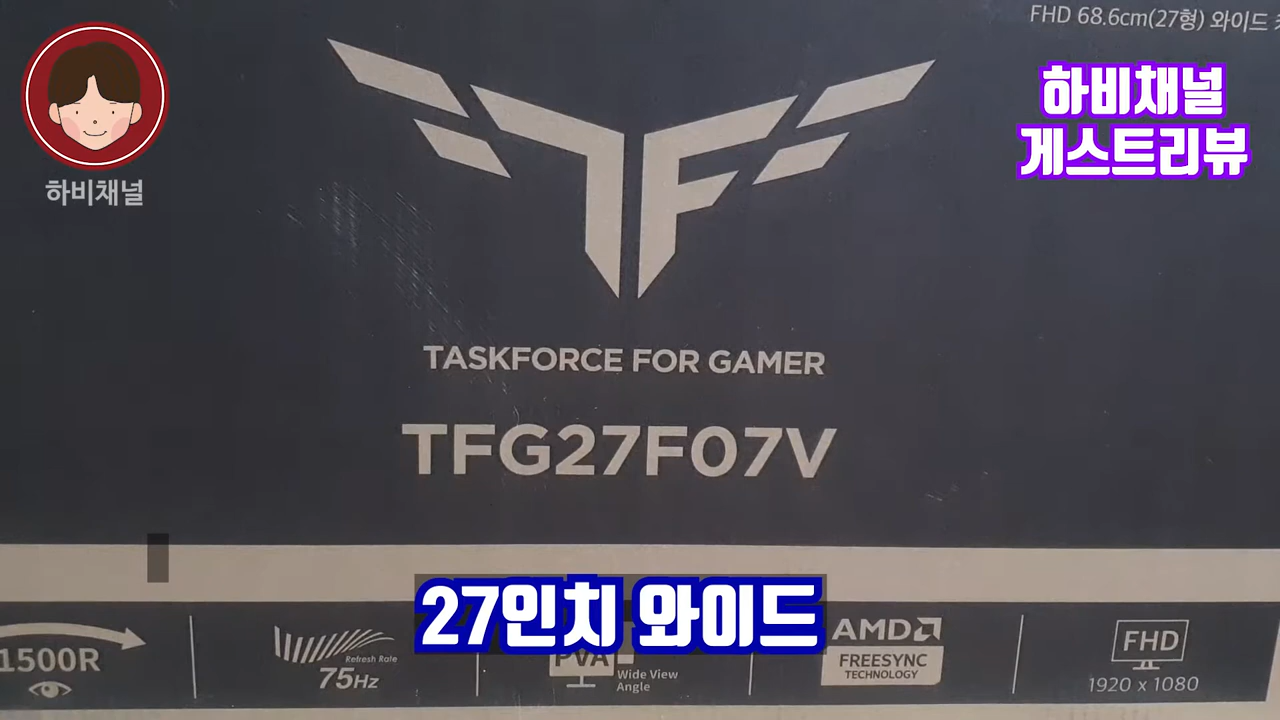 FHD 68.6cm(27형) 와이드
하비채널
게스트리뷰
하비채널
TF
TASKFORCE FOR GAMER
TFG27F07V
27인치 와이드
1500R
Refresh Rate
75Hz
PVA
Wide View
Angle
AMD
FREESYNC
TECHNOLOGY
FHD
1920 x 1080